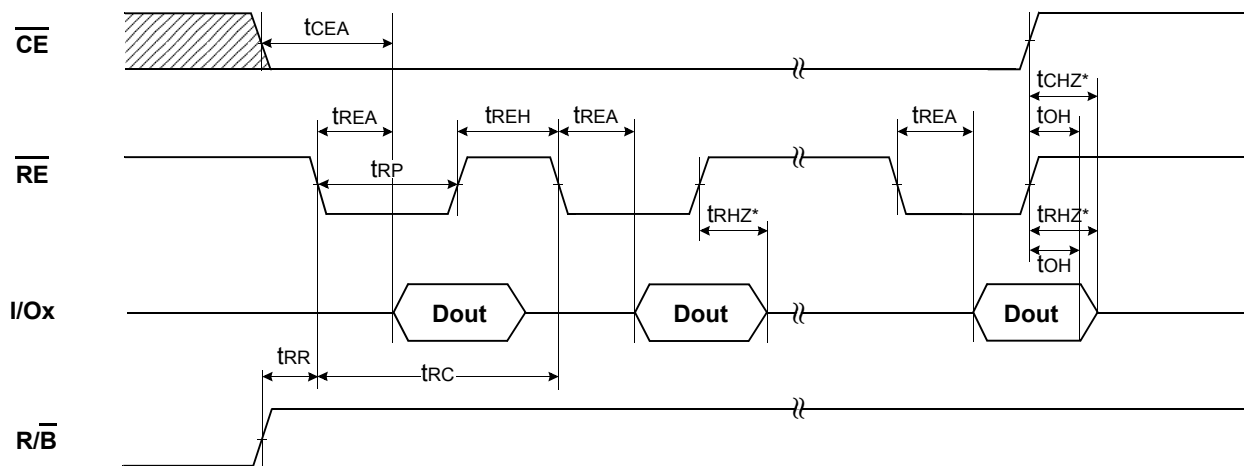 CE
tCEA
tCHZ*
tREA
tREH
tREA
tREA
tOH
RE
tRP
tRHZ*
tRHZ*
tOH
I/Ox
Dout
Dout
Dout
tRR
tRC
R/B